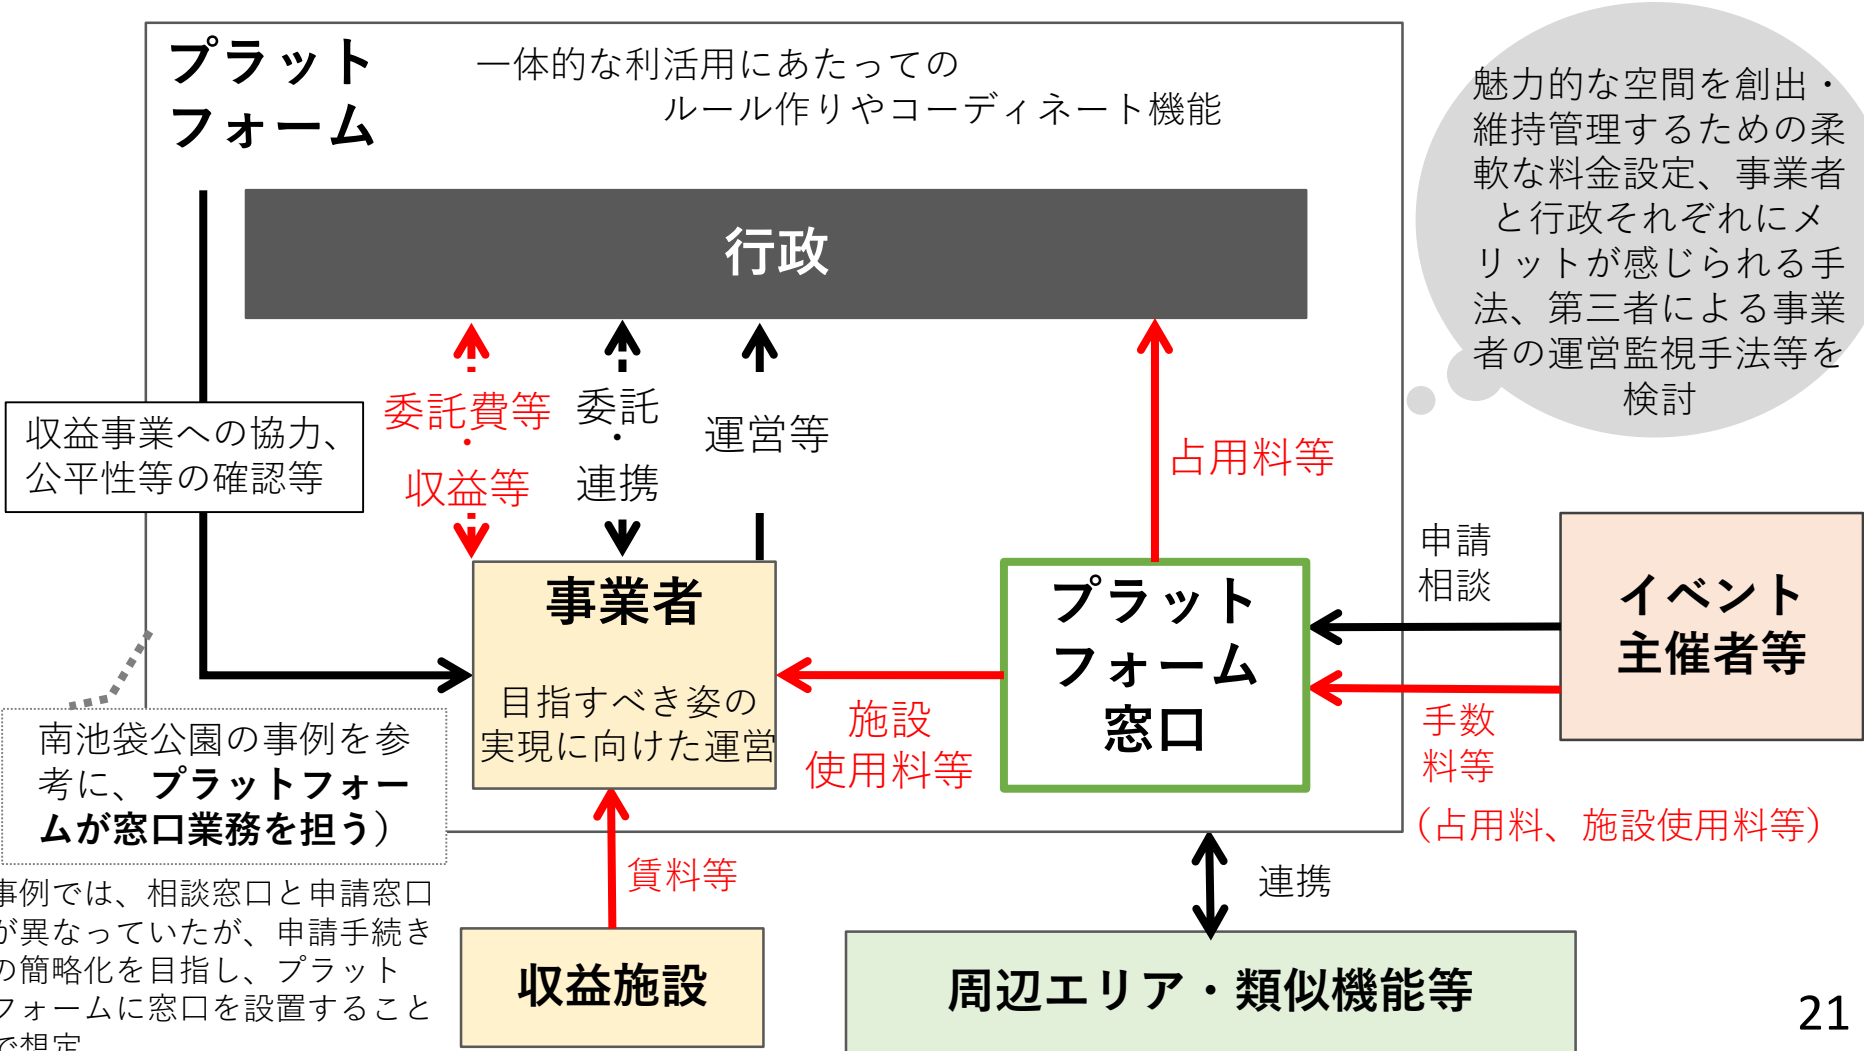 プラット
フォーム
一体的な利活用にあたっての
ルール作りやコーディネート機能
魅力的な空間を創出・
維持管理するための柔
軟な料金設定、事業者
と行政それぞれにメ
リットが感じられる手
法、第三者による事業
者の運営監視手法等を
検討
行政
収益事業への協力、
公平性等の確認等
委託費等
・
収益等
委託
・
連携
運営等
占用料等
申請
相談
イベント
主催者等
事業者
目指すべき姿の
実現に向けた運営
プラット
フォーム
窓口
施設
使用料等
手数
料等
（占用料、施設使用料等）
南池袋公園の事例を参
考に、プラットフォー
ムが窓口業務を担う）
事例では、相談窓口と申請窓口
が異なっていたが、申請手続き
の簡略化を目指し、プラット
フォームに窓口を設置すること
で想定
賃料等
連携
収益施設
周辺エリア・類似機能等
21